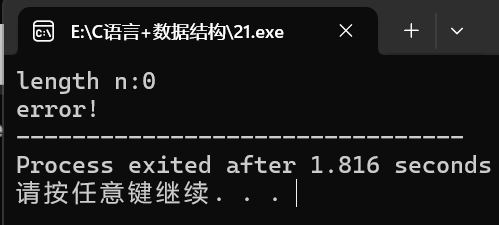 E:\C语言+数据结构\21.exe
length n:0
error!
--------------------------------
Process exited after 1.816 seconds
请按任意键继续. . .